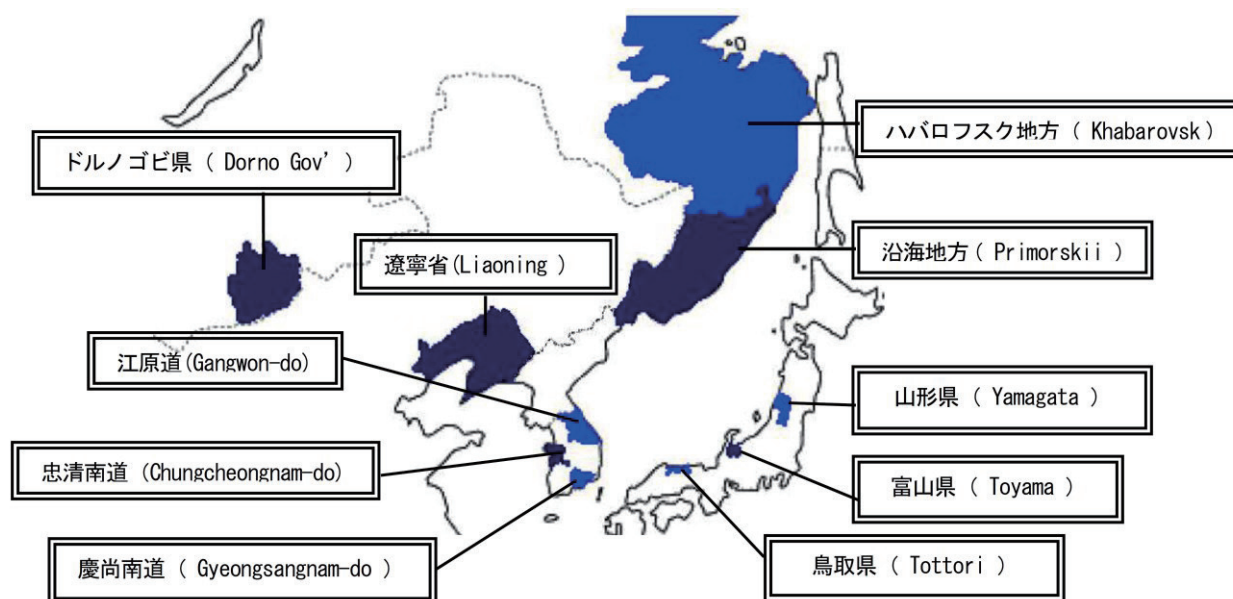 ハバロフスク地方（ Khabarovsk）
ドルノゴビ県（ Dorno Gov’）
沿海地方（ Primorskii）
遼寧省(Liaoning ）
江原道(Gangwon-do)
山形県（ Yamagata ）
忠清南道 (Chungcheongnam-do)
富山県（ Toyama ）
慶尚南道（ Gyeongsangnam-do ）
鳥取県（ Tottori ）